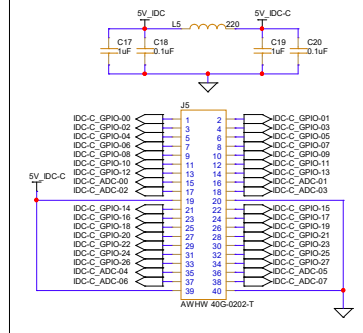 5V_IDC 5V_IDC-C
L5 220
C17 C18 C19 C20
1uF 0.1uF 1uF 0.1uF
J5
IDC-C_GPIO-00 1 2 IDC-C_GPIO-01
IDC-C_GPIO-02 3 4 IDC-C_GPIO-03
IDC-C_GPIO-04 5 6 IDC-C_GPIO-05
IDC-C_GPIO-06 7 8 IDC-C_GPIO-07
IDC-C_GPIO-08 9 10 IDC-C_GPIO-09
IDC-C_GPIO-10 11 12 IDC-C_GPIO-11
IDC-C_GPIO-12 13 14 IDC-C_GPIO-13
IDC-C_ADC-00 15 16 IDC-C_ADC-01
5V_IDC-C IDC-C_ADC-02 17 18 IDC-C_ADC-03
19 20
IDC-C_GPIO-14 21 22 IDC-C_GPIO-15
IDC-C_GPIO-16 23 24 IDC-C_GPIO-17
IDC-C_GPIO-18 25 26 IDC-C_GPIO-19
IDC-C_GPIO-20 27 28 IDC-C_GPIO-21
IDC-C_GPIO-22 29 30 IDC-C_GPIO-23
IDC-C_GPIO-24 31 32 IDC-C_GPIO-25
IDC-C_GPIO-26 33 34 IDC-C_GPIO-27
IDC-C_ADC-04 35 36 IDC-C_ADC-05
IDC-C_ADC-06 37 38 IDC-C_ADC-07
39 40
AWHW 40G-0202-T